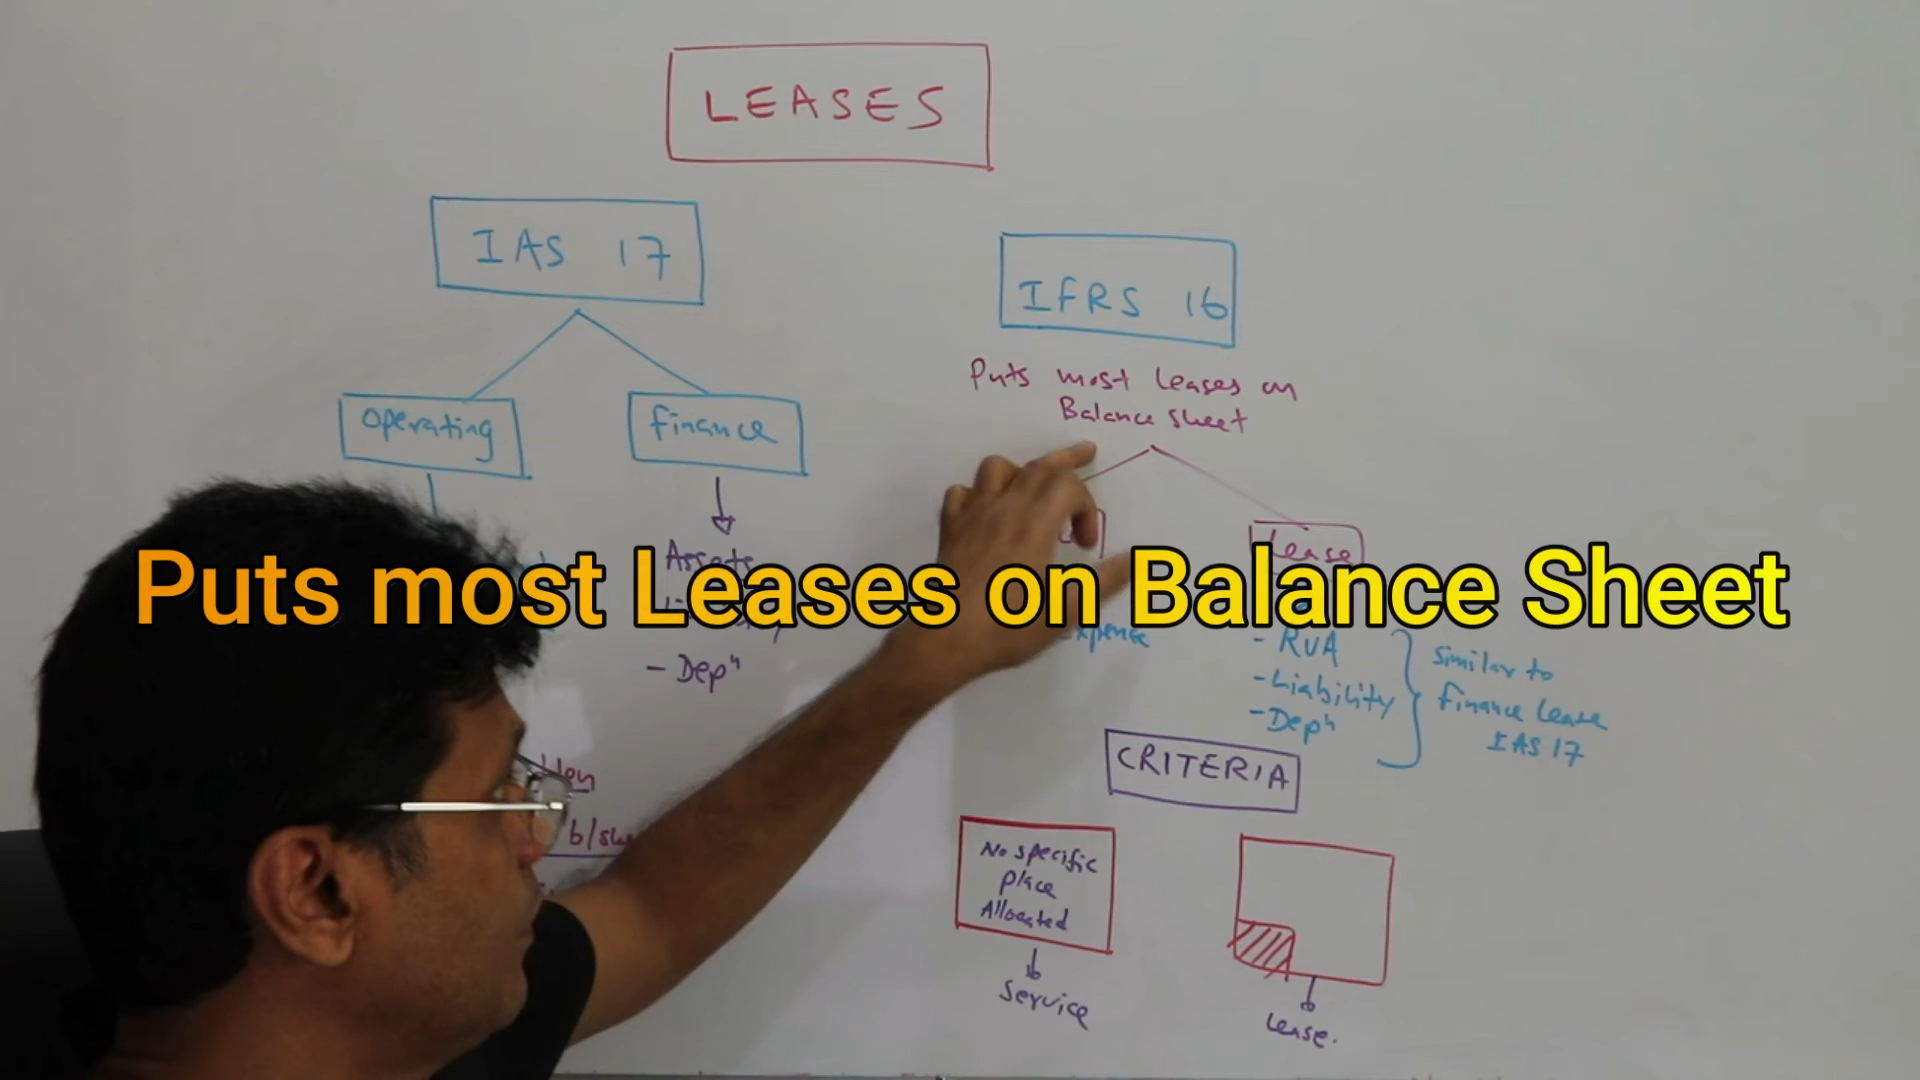 LEASES
IAS 17
IFRS 16
Puts most Leases on
Balance sheet
operating
finance
Lease
Assets
Puts most Leases on Balance Sheet
- Depⁿ
expense
- RUA
- Liability
- Depⁿ
Similar to
finance lease
IAS 17
CRITERIA
No specific
place
Allocated
Service
Lease.